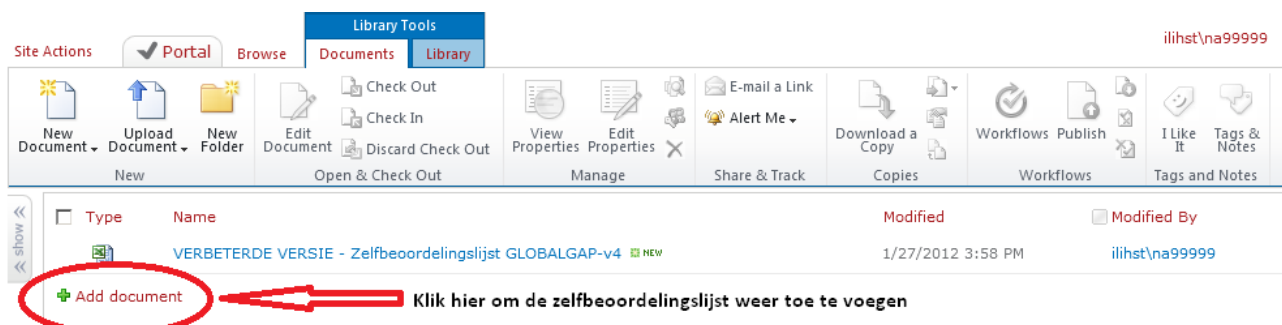 Library Tools
ilihst\na99999
Site Actions Portal Browse Documents Library
New Document Upload Document New Folder
New
Edit Document Check Out
Check In
Discard Check Out
Open & Check Out
View Properties Edit Properties
Manage
E-mail a Link
Alert Me
Share & Track
Download a Copy
Copies
Workflows Publish
Workflows
I Like It Tags & Notes
Tags and Notes
show
Type Name Modified Modified By
VERBETERDE VERSIE - Zelfbeoordelingslijst GLOBALGAP-v4 NEW 1/27/2012 3:58 PM ilihst\na99999
Add document
Klik hier om de zelfbeoordelingslijst weer toe te voegen